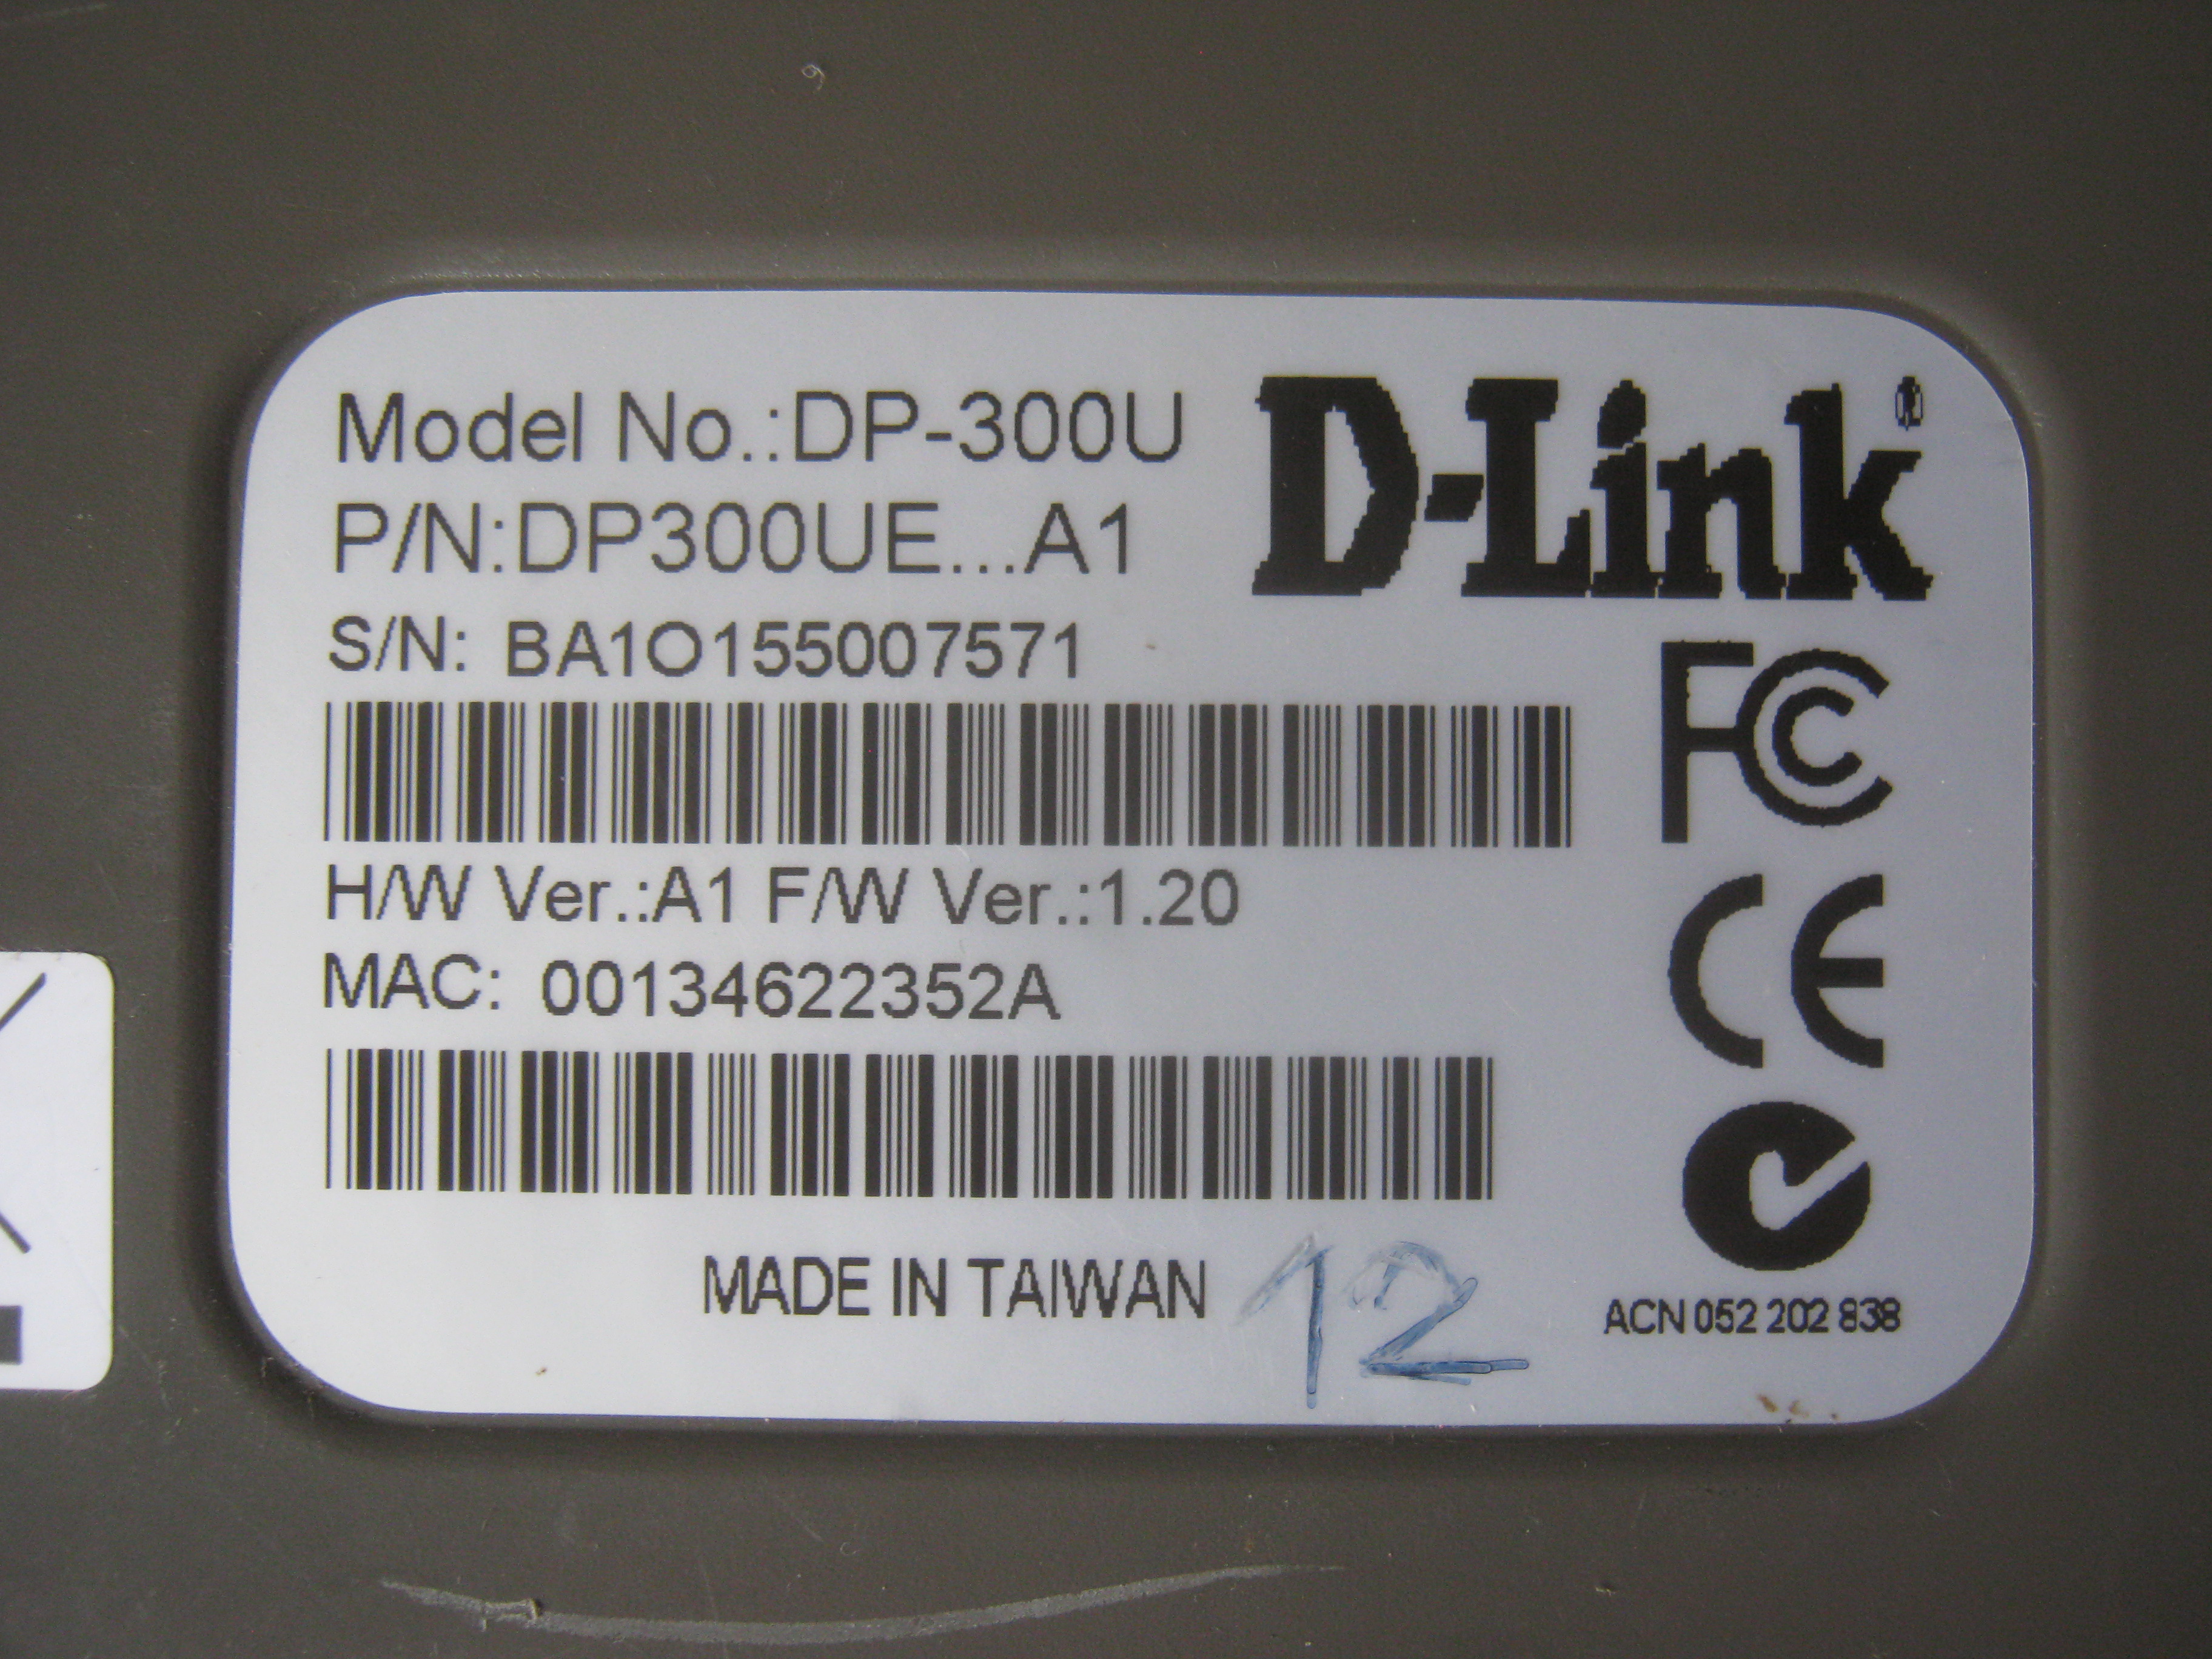 Model No.:DP-300U
D-Link
P/N:DP300UE...A1
S/N: BA1O155007571
FC
H/W Ver.:A1 F/W Ver.:1.20
CE
MAC: 00134622352A
MADE IN TAIWAN
12
ACN 052 202 838